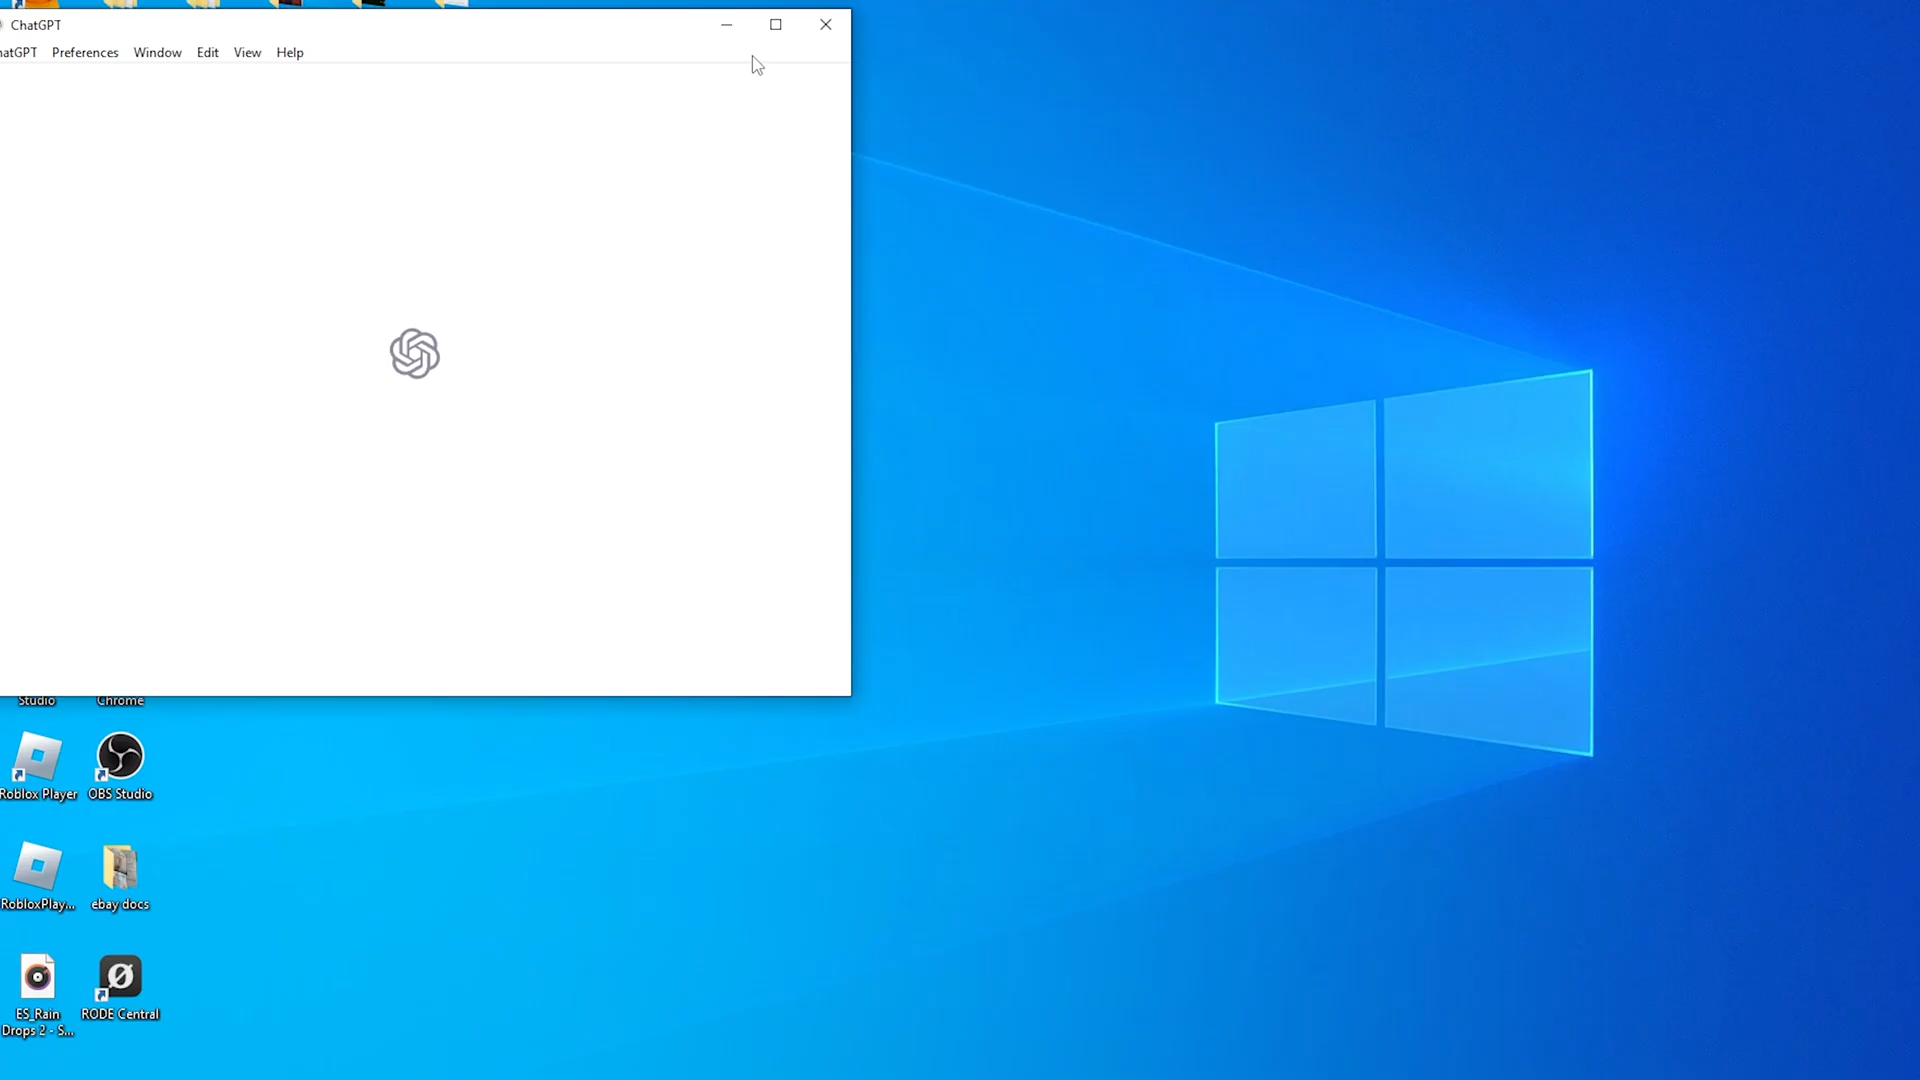 ChatGPT
hatGPT Preferences Window Edit View Help
Studio
Chrome
Roblox Player
OBS Studio
RobloxPlay...
ebay docs
ES_Rain
Drops 2 - S...
RODE Central